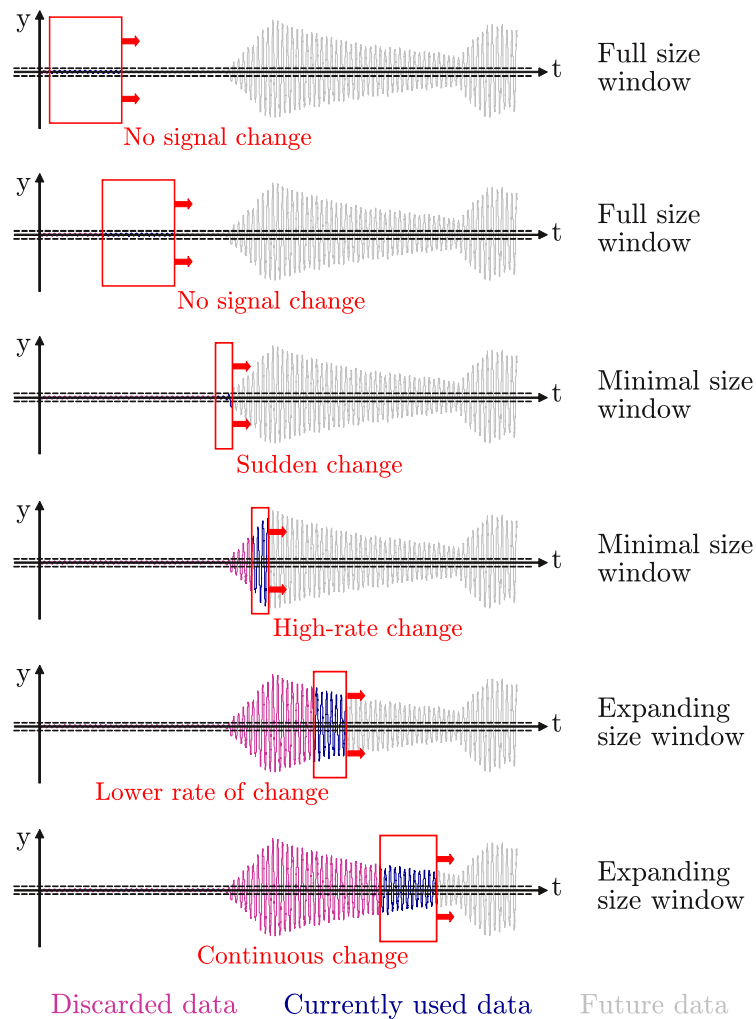 y
t
Full size
window
No signal change
y
t
Full size
window
No signal change
y
t
Minimal size
window
Sudden change
y
t
Minimal size
window
High-rate change
y
t
Expanding
size window
Lower rate of change
y
t
Expanding
size window
Continuous change
Discarded data Currently used data Future data